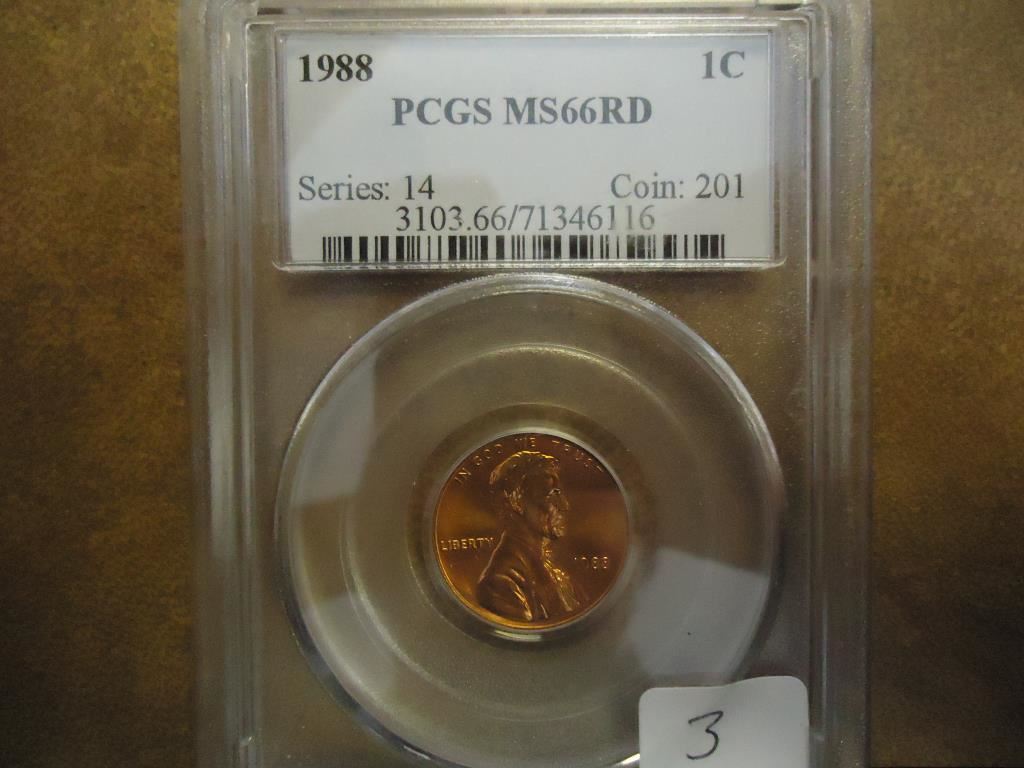 1988 1C
PCGS MS66RD
Series: 14 Coin: 201
3103.66/71346116
IN GOD WE TRUST
LIBERTY 1988
3